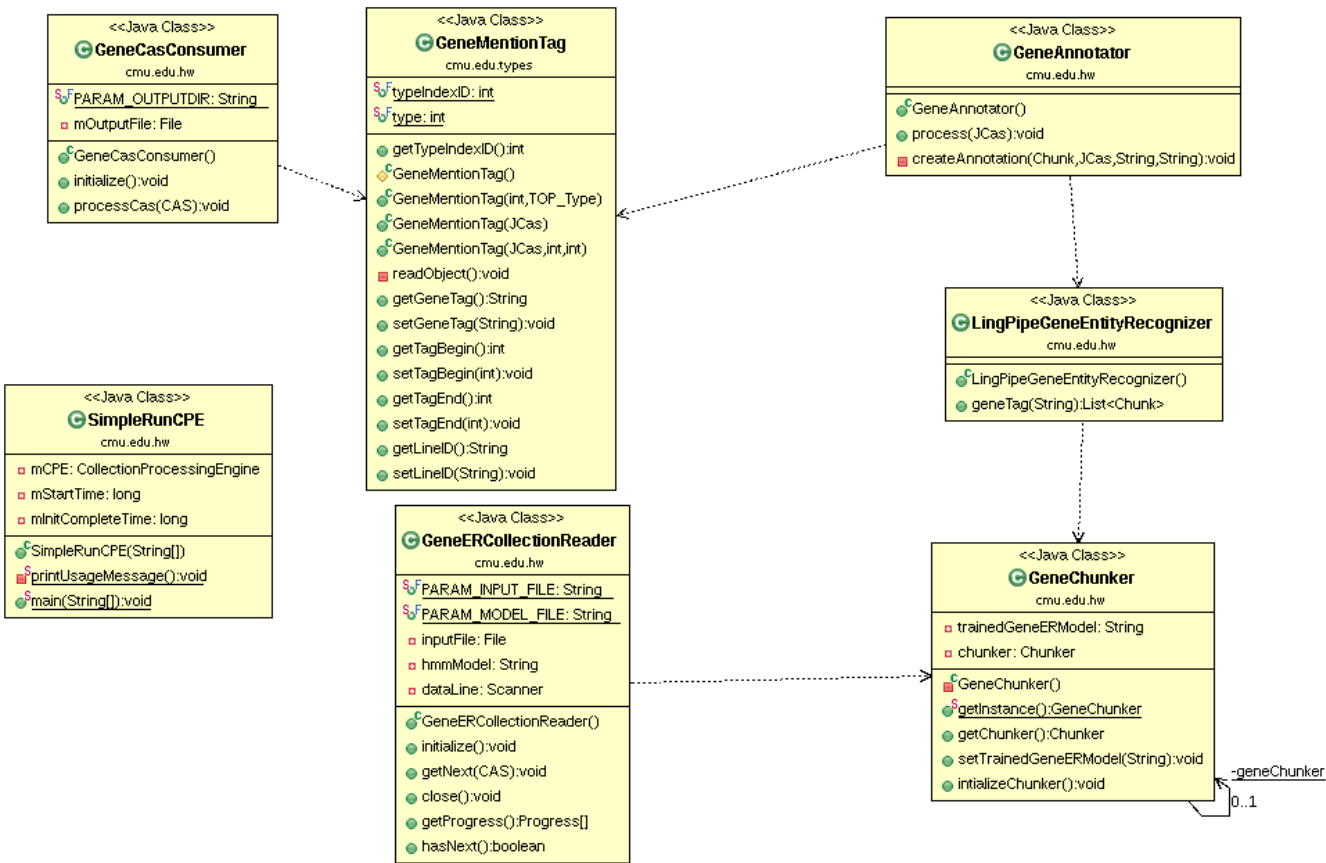 <<Java Class>>
GeneCasConsumer
cmu.edu.hw
PARAM_OUTPUTDIR: String
mOutputFile: File
GeneCasConsumer()
initialize():void
processCas(CAS):void
<<Java Class>>
GeneMentionTag
cmu.edu.types
typeIndexID: int
type: int
getTypeIndexID():int
GeneMentionTag()
GeneMentionTag(int,TOP_Type)
GeneMentionTag(JCas)
GeneMentionTag(JCas,int,int)
readObject():void
getGeneTag():String
setGeneTag(String):void
getTagBegin():int
setTagBegin(int):void
getTagEnd():int
setTagEnd(int):void
getLineID():String
setLineID(String):void
<<Java Class>>
GeneAnnotator
cmu.edu.hw
GeneAnnotator()
process(JCas):void
createAnnotation(Chunk,JCas,String,String):void
<<Java Class>>
LingPipeGeneEntityRecognizer
cmu.edu.hw
LingPipeGeneEntityRecognizer()
geneTag(String):List<Chunk>
<<Java Class>>
SimpleRunCPE
cmu.edu.hw
mCPE: CollectionProcessingEngine
mStartTime: long
mInitCompleteTime: long
SimpleRunCPE(String[])
printUsageMessage():void
main(String[]):void
<<Java Class>>
GeneERCollectionReader
cmu.edu.hw
PARAM_INPUT_FILE: String
PARAM_MODEL_FILE: String
inputFile: File
hmmModel: String
dataLine: Scanner
GeneERCollectionReader()
initialize():void
getNext(CAS):void
close():void
getProgress():Progress[]
hasNext():boolean
<<Java Class>>
GeneChunker
cmu.edu.hw
trainedGeneERModel: String
chunker: Chunker
GeneChunker()
getInstance():GeneChunker
getChunker():Chunker
setTrainedGeneERModel(String):void
intializeChunker():void
-geneChunker
0..1